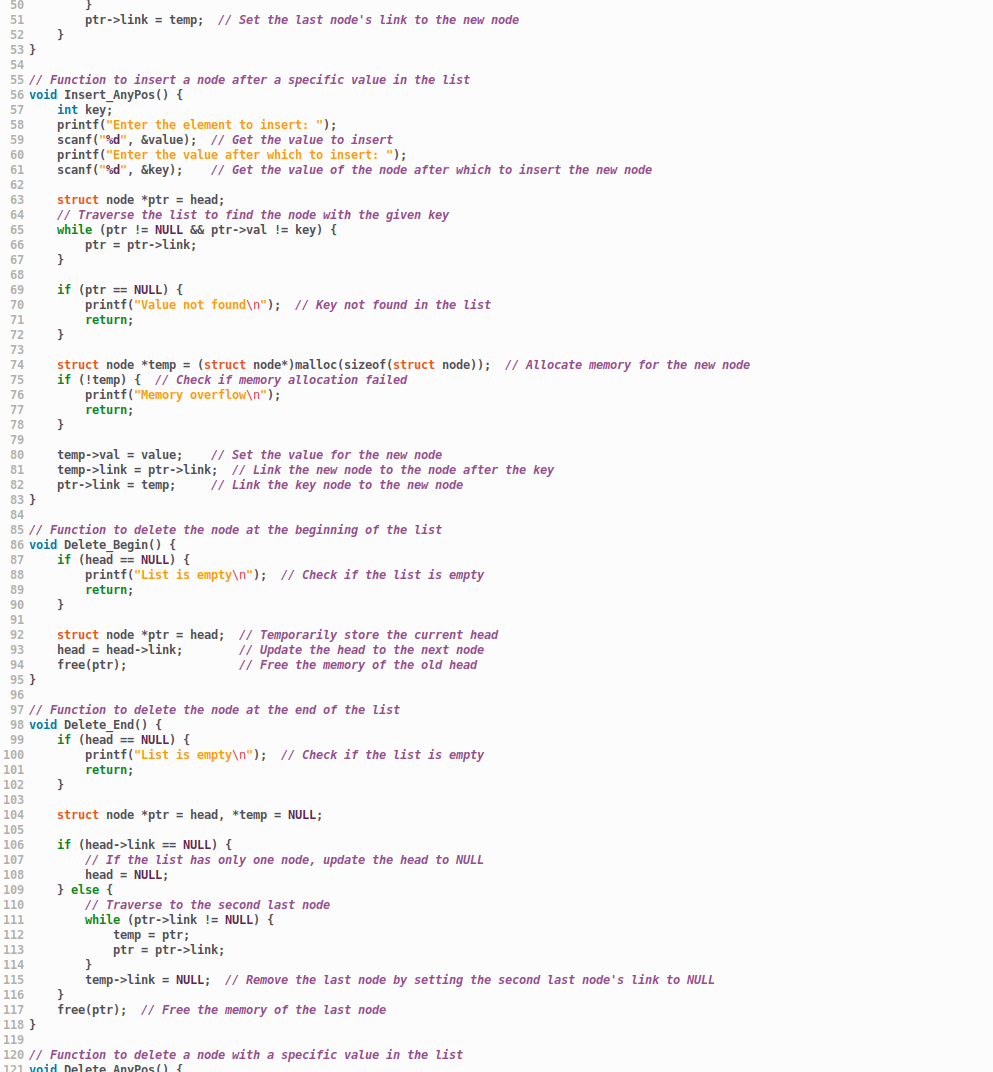 50         }
51         ptr->link = temp;  // Set the last node's link to the new node
52     }
53 }
54
55 // Function to insert a node after a specific value in the list
56 void Insert_AnyPos() {
57     int key;
58     printf("Enter the element to insert: ");
59     scanf("%d", &value);  // Get the value to insert
60     printf("Enter the value after which to insert: ");
61     scanf("%d", &key);    // Get the value of the node after which to insert the new node
62
63     struct node *ptr = head;
64     // Traverse the list to find the node with the given key
65     while (ptr != NULL && ptr->val != key) {
66         ptr = ptr->link;
67     }
68
69     if (ptr == NULL) {
70         printf("Value not found\n");  // Key not found in the list
71         return;
72     }
73
74     struct node *temp = (struct node*)malloc(sizeof(struct node));  // Allocate memory for the new node
75     if (!temp) {  // Check if memory allocation failed
76         printf("Memory overflow\n");
77         return;
78     }
79
80     temp->val = value;    // Set the value for the new node
81     temp->link = ptr->link;  // Link the new node to the node after the key
82     ptr->link = temp;     // Link the key node to the new node
83 }
84
85 // Function to delete the node at the beginning of the list
86 void Delete_Begin() {
87     if (head == NULL) {
88         printf("List is empty\n");  // Check if the list is empty
89         return;
90     }
91
92     struct node *ptr = head;  // Temporarily store the current head
93     head = head->link;        // Update the head to the next node
94     free(ptr);                // Free the memory of the old head
95 }
96
97 // Function to delete the node at the end of the list
98 void Delete_End() {
99     if (head == NULL) {
100         printf("List is empty\n");  // Check if the list is empty
101         return;
102     }
103
104     struct node *ptr = head, *temp = NULL;
105
106     if (head->link == NULL) {
107         // If the list has only one node, update the head to NULL
108         head = NULL;
109     } else {
110         // Traverse to the second last node
111         while (ptr->link != NULL) {
112             temp = ptr;
113             ptr = ptr->link;
114         }
115         temp->link = NULL;  // Remove the last node by setting the second last node's link to NULL
116     }
117     free(ptr);  // Free the memory of the last node
118 }
119
120 // Function to delete a node with a specific value in the list
121 void Delete_AnyPos() {